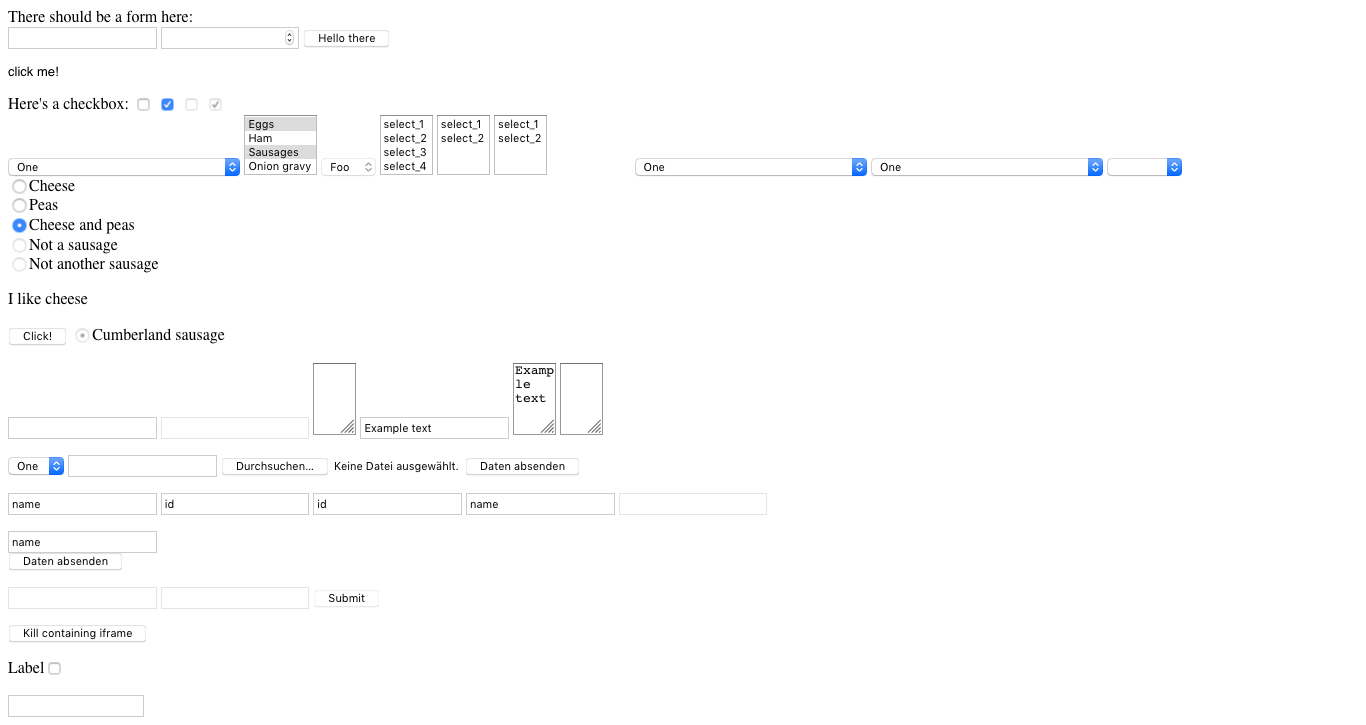 There should be a form here:
Hello there
click me!
Here's a checkbox:
One
Eggs
Ham
Sausages
Onion gravy
Foo
select_1
select_2
select_3
select_4
select_1
select_2
select_1
select_2
One
One
Cheese
Peas
Cheese and peas
Not a sausage
Not another sausage
I like cheese
Click! Cumberland sausage
Example text
Examp
le
text
One Durchsuchen... Keine Datei ausgewählt. Daten absenden
name id id name
name
Daten absenden
Submit
Kill containing iframe
Label